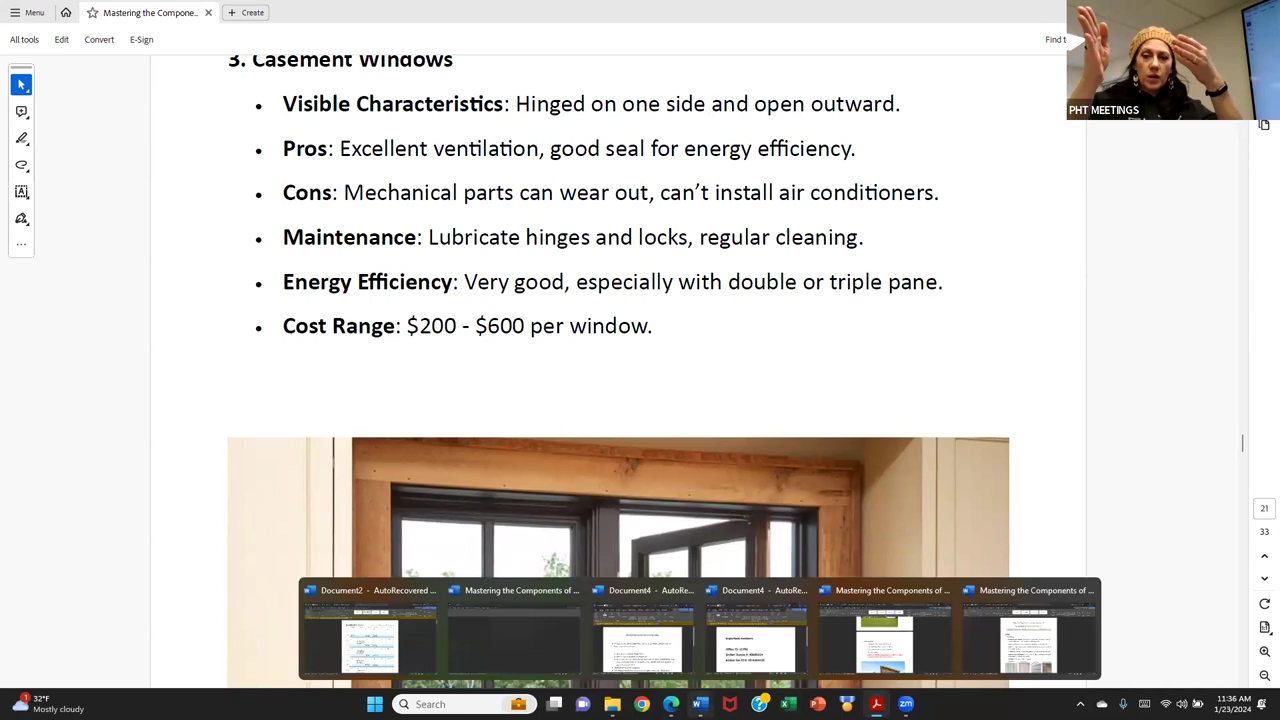 Menu
Mastering the Compone...
Create
All tools
Edit
Convert
E-Sign
Find t
PHT MEETINGS
3. Casement Windows
• Visible Characteristics: Hinged on one side and open outward.
• Pros: Excellent ventilation, good seal for energy efficiency.
• Cons: Mechanical parts can wear out, can't install air conditioners.
• Maintenance: Lubricate hinges and locks, regular cleaning.
• Energy Efficiency: Very good, especially with double or triple pane.
• Cost Range: $200 - $600 per window.
21
33
Document2 - AutoRecovered ...
Mastering the Components of ...
Document4 - AutoRe...
Document4 - AutoRe...
Mastering the Components of ...
Mastering the Components of ...
1
32°F
Mostly cloudy
Search
11:36 AM
1/23/2024